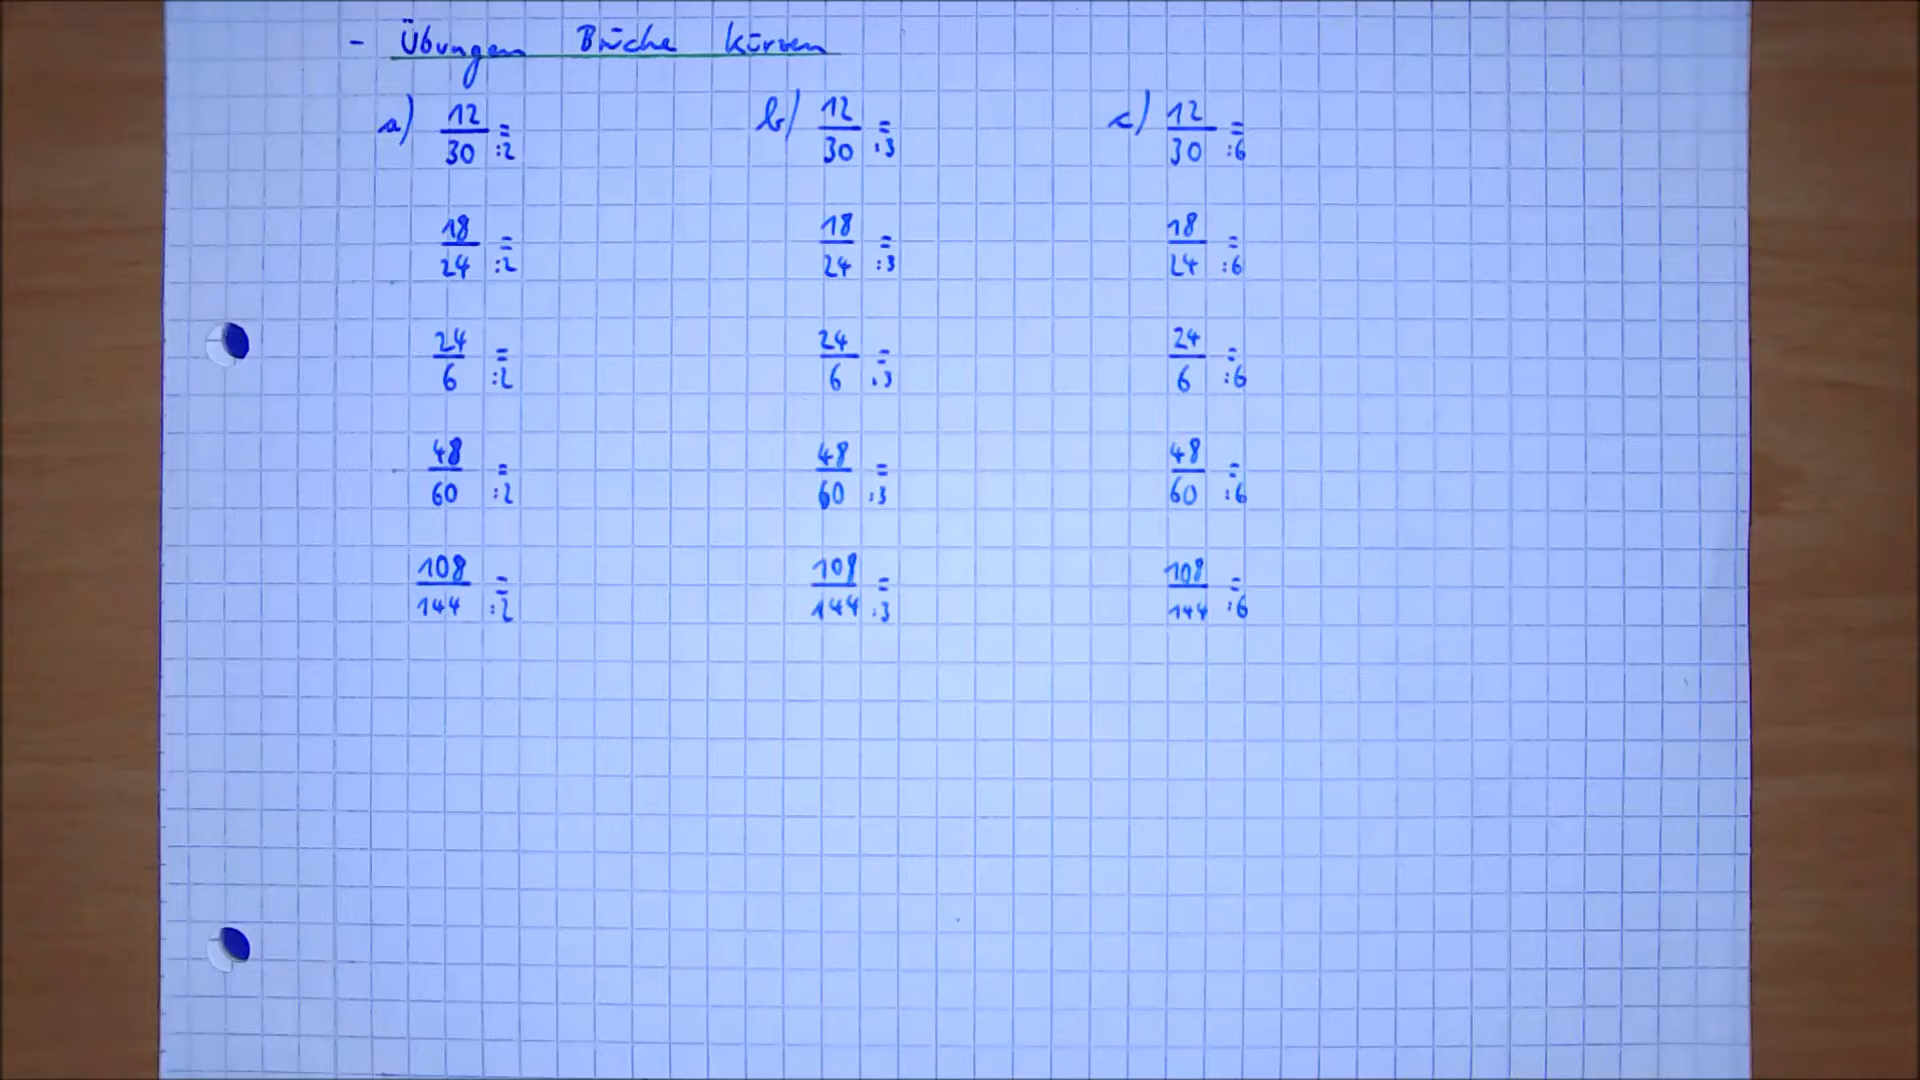 - Übungen Brüche kürzen
a) 12/30 = :2 b) 12/30 = :3 c) 12/30 = :6
18/24 = :2 18/24 = :3 18/24 = :6
24/6 = :2 24/6 = :3 24/6 = :6
48/60 = :2 48/60 = :3 48/60 = :6
108/144 = :2 108/144 = :3 108/144 = :6